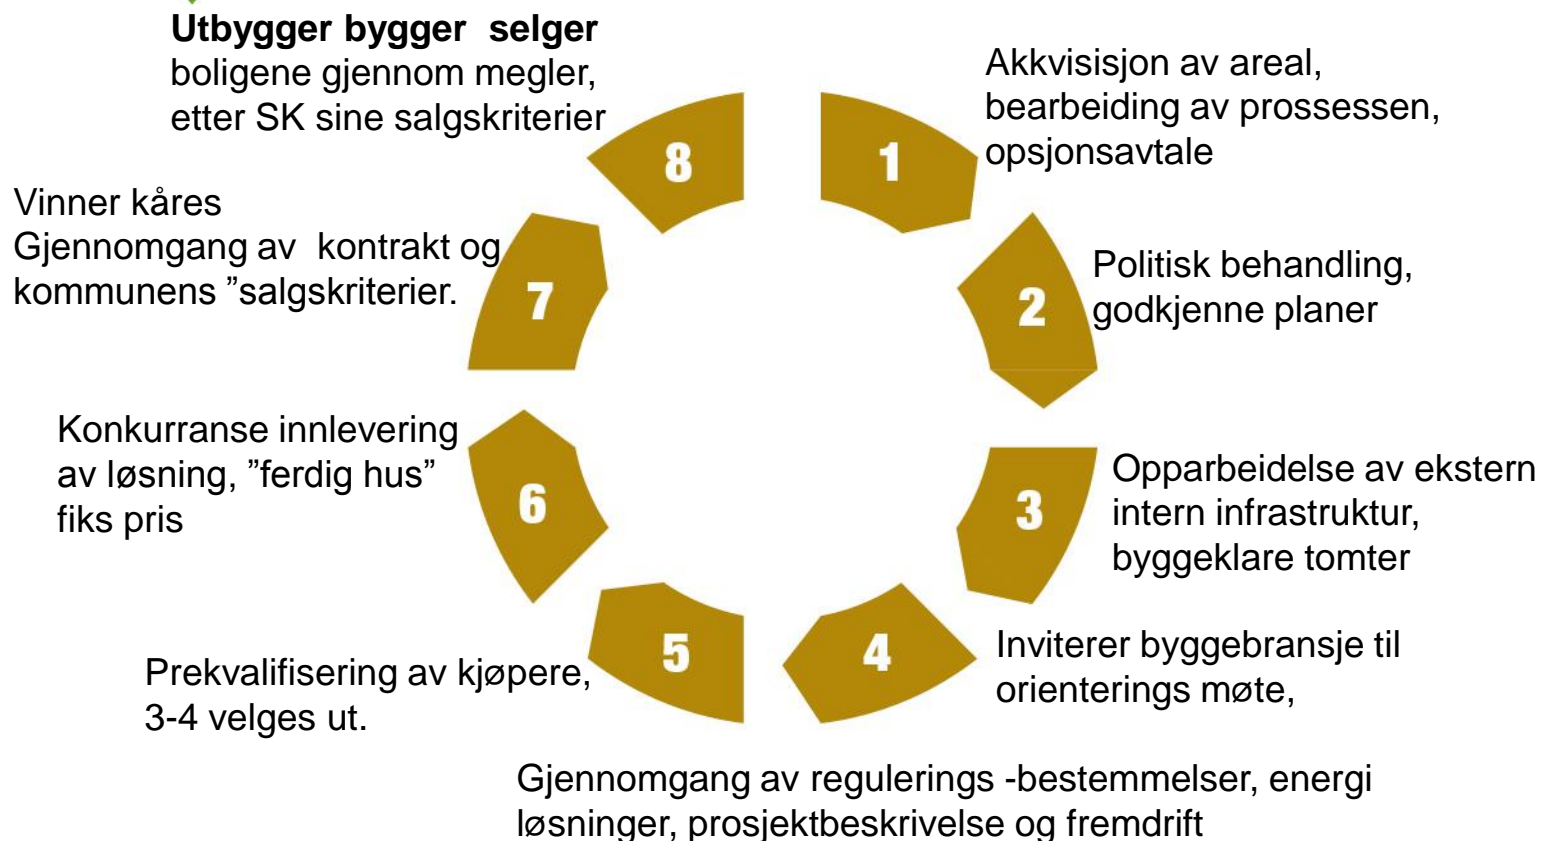 Utbygger bygger  selger
boligene gjennom megler,
etter SK sine salgskriterier
8
1
Akkvisisjon av areal,
bearbeiding av prossessen,
opsjonsavtale
2
Politisk behandling,
godkjenne planer
3
Opparbeidelse av ekstern
intern infrastruktur,
byggeklare tomter
4
Inviterer byggebransje til
orienterings møte,
Gjennomgang av regulerings -bestemmelser, energi
løsninger, prosjektbeskrivelse og fremdrift
5
Prekvalifisering av kjøpere,
3-4 velges ut.
6
Konkurranse innlevering
av løsning, ”ferdig hus”
fiks pris
7
Vinner kåres
Gjennomgang av  kontrakt og
kommunens ”salgskriterier.